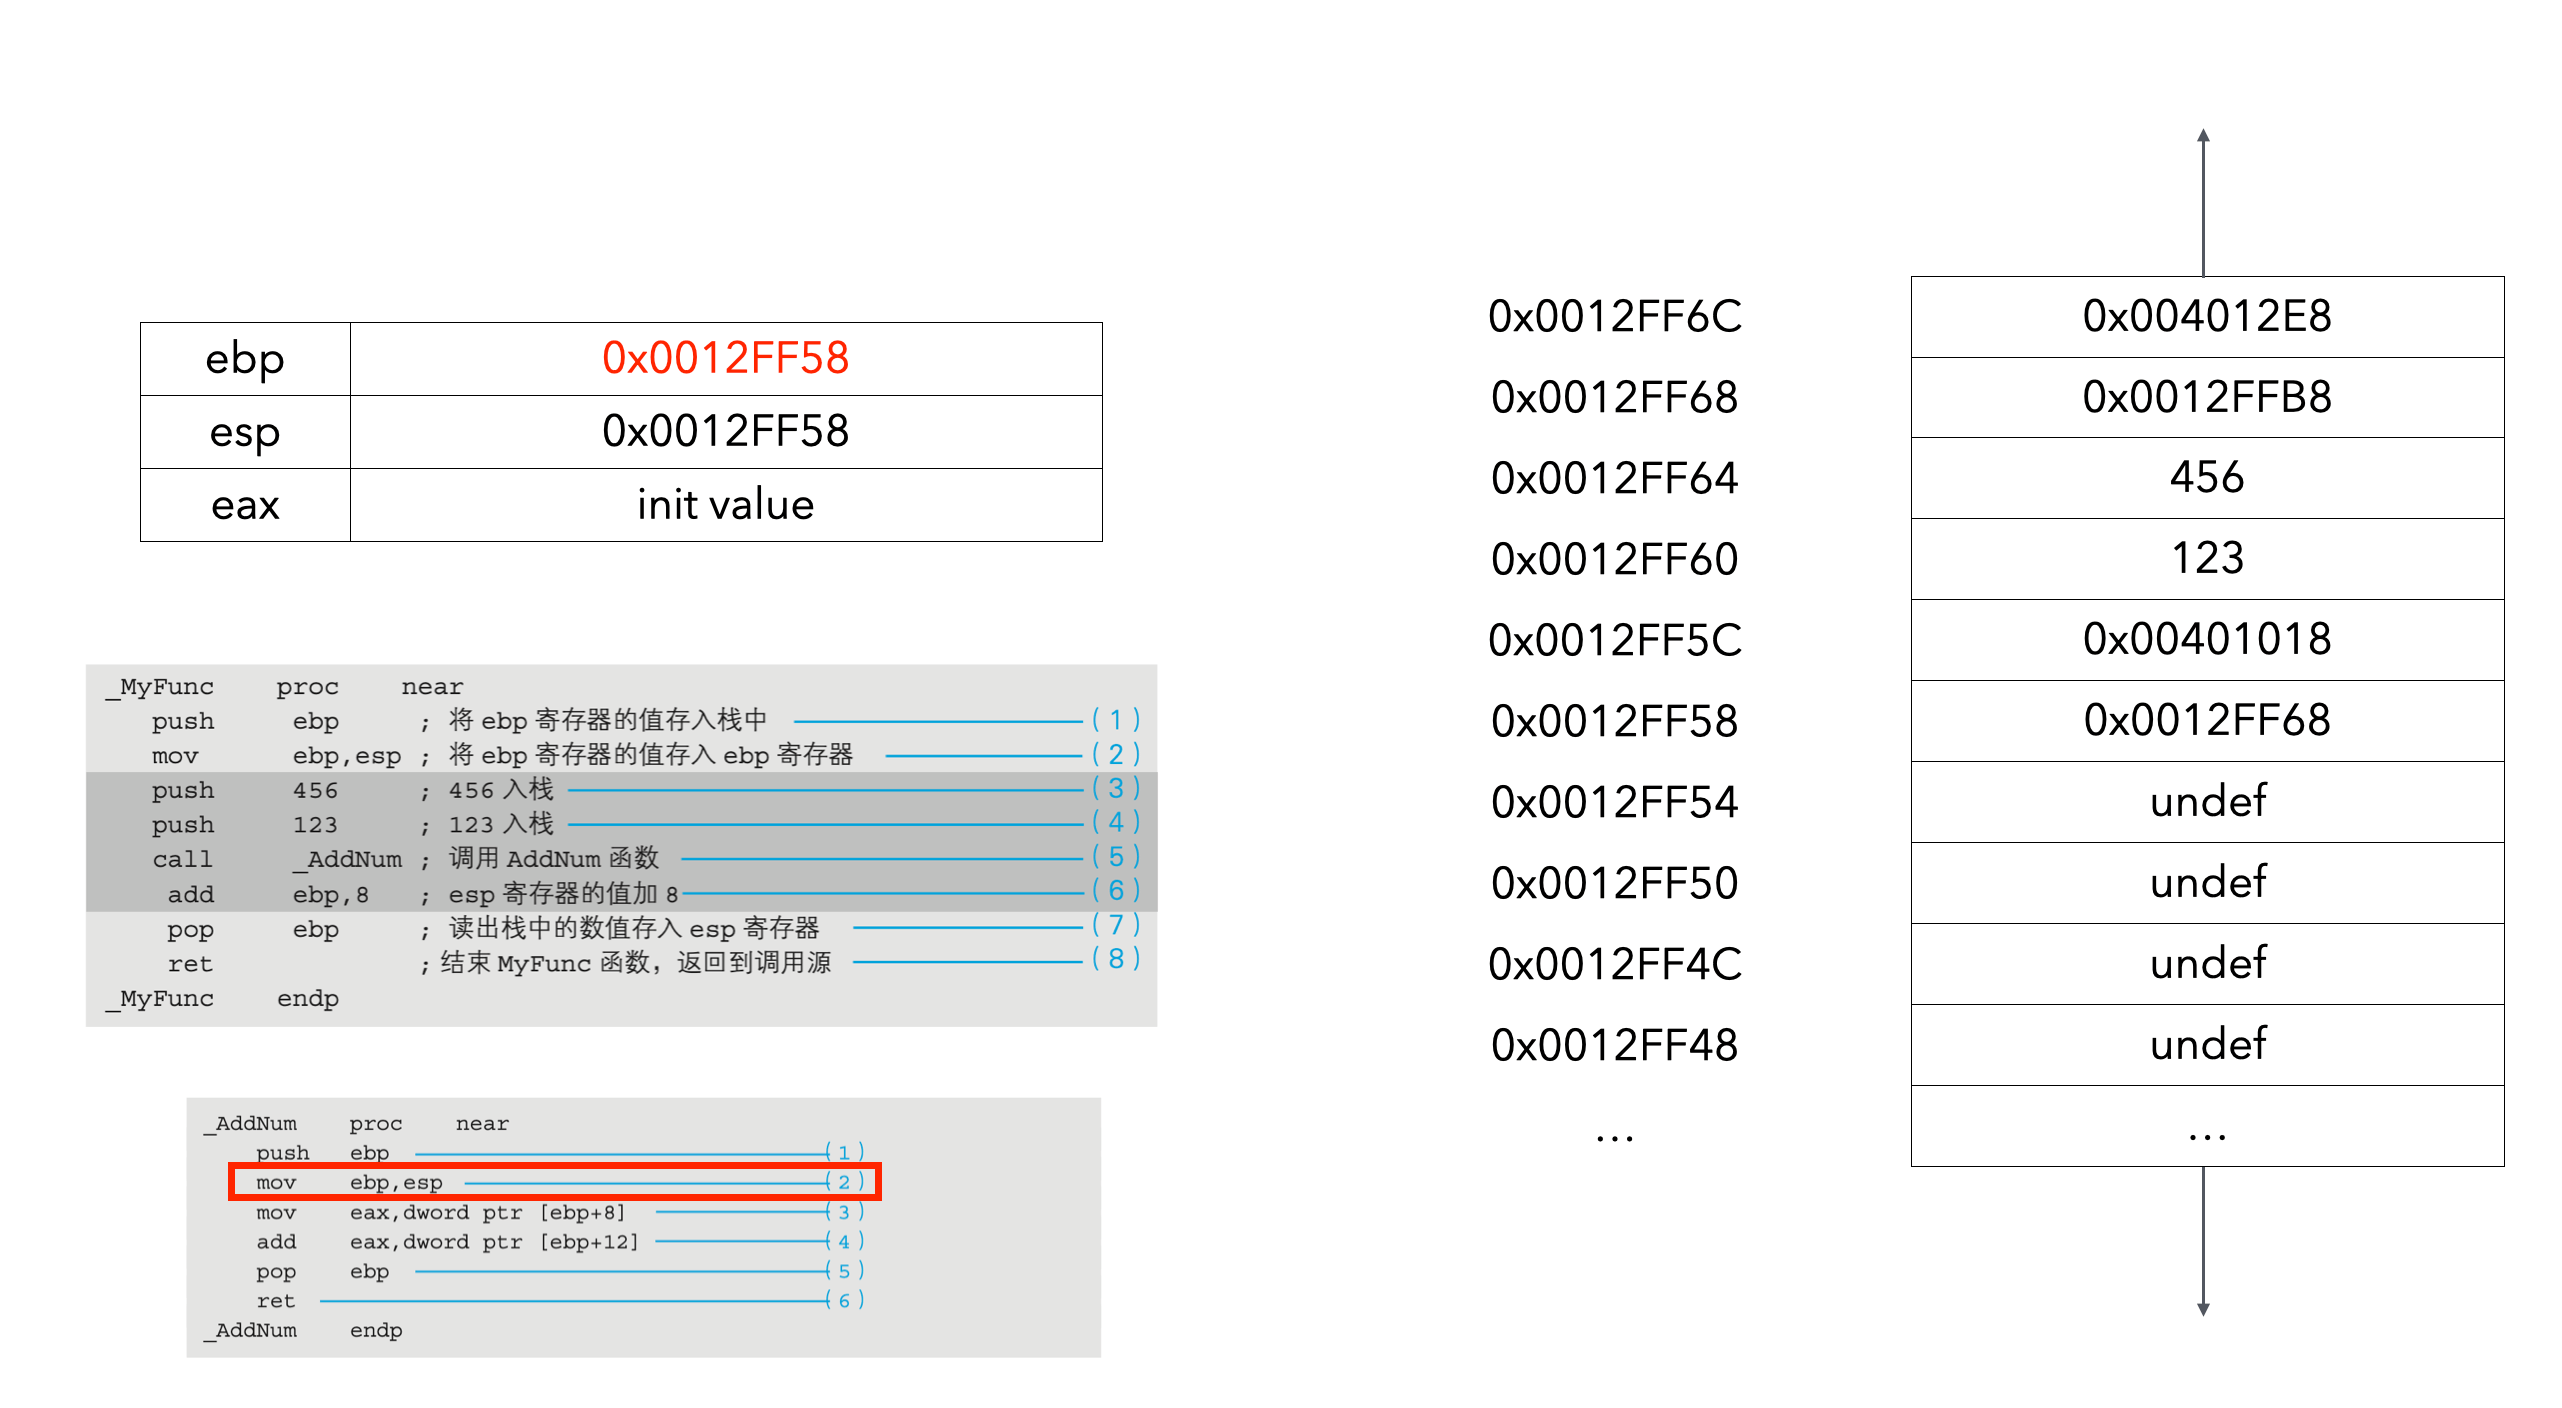 ebp 0x0012FF58
esp 0x0012FF58
eax init value
_MyFunc proc near
push ebp ; 将 ebp 寄存器的值存入栈中 (1)
mov ebp,esp ; 将 ebp 寄存器的值存入 ebp 寄存器 (2)
push 456 ; 456 入栈 (3)
push 123 ; 123 入栈 (4)
call _AddNum ; 调用 AddNum 函数 (5)
add ebp,8 ; esp 寄存器的值加 8 (6)
pop ebp ; 读出栈中的数值存入 esp 寄存器 (7)
ret ; 结束 MyFunc 函数，返回到调用源 (8)
_MyFunc endp
_AddNum proc near
push ebp (1)
mov ebp,esp (2)
mov eax,dword ptr [ebp+8] (3)
add eax,dword ptr [ebp+12] (4)
pop ebp (5)
ret (6)
_AddNum endp
0x0012FF6C 0x004012E8
0x0012FF68 0x0012FFB8
0x0012FF64 456
0x0012FF60 123
0x0012FF5C 0x00401018
0x0012FF58 0x0012FF68
0x0012FF54 undef
0x0012FF50 undef
0x0012FF4C undef
0x0012FF48 undef
... ...